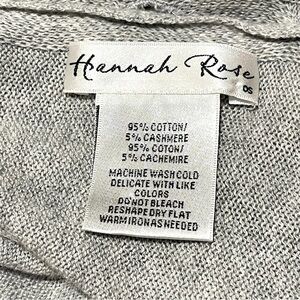 Hannah Rose
OS
95% COTTON/
5% CASHMERE
95% COTON/
5% CACHEMIRE
MACHINE WASH COLD
DELICATE WITH LIKE
COLORS
DO NOT BLEACH
RESHAPE DRY FLAT
WARM IRON AS NEEDED